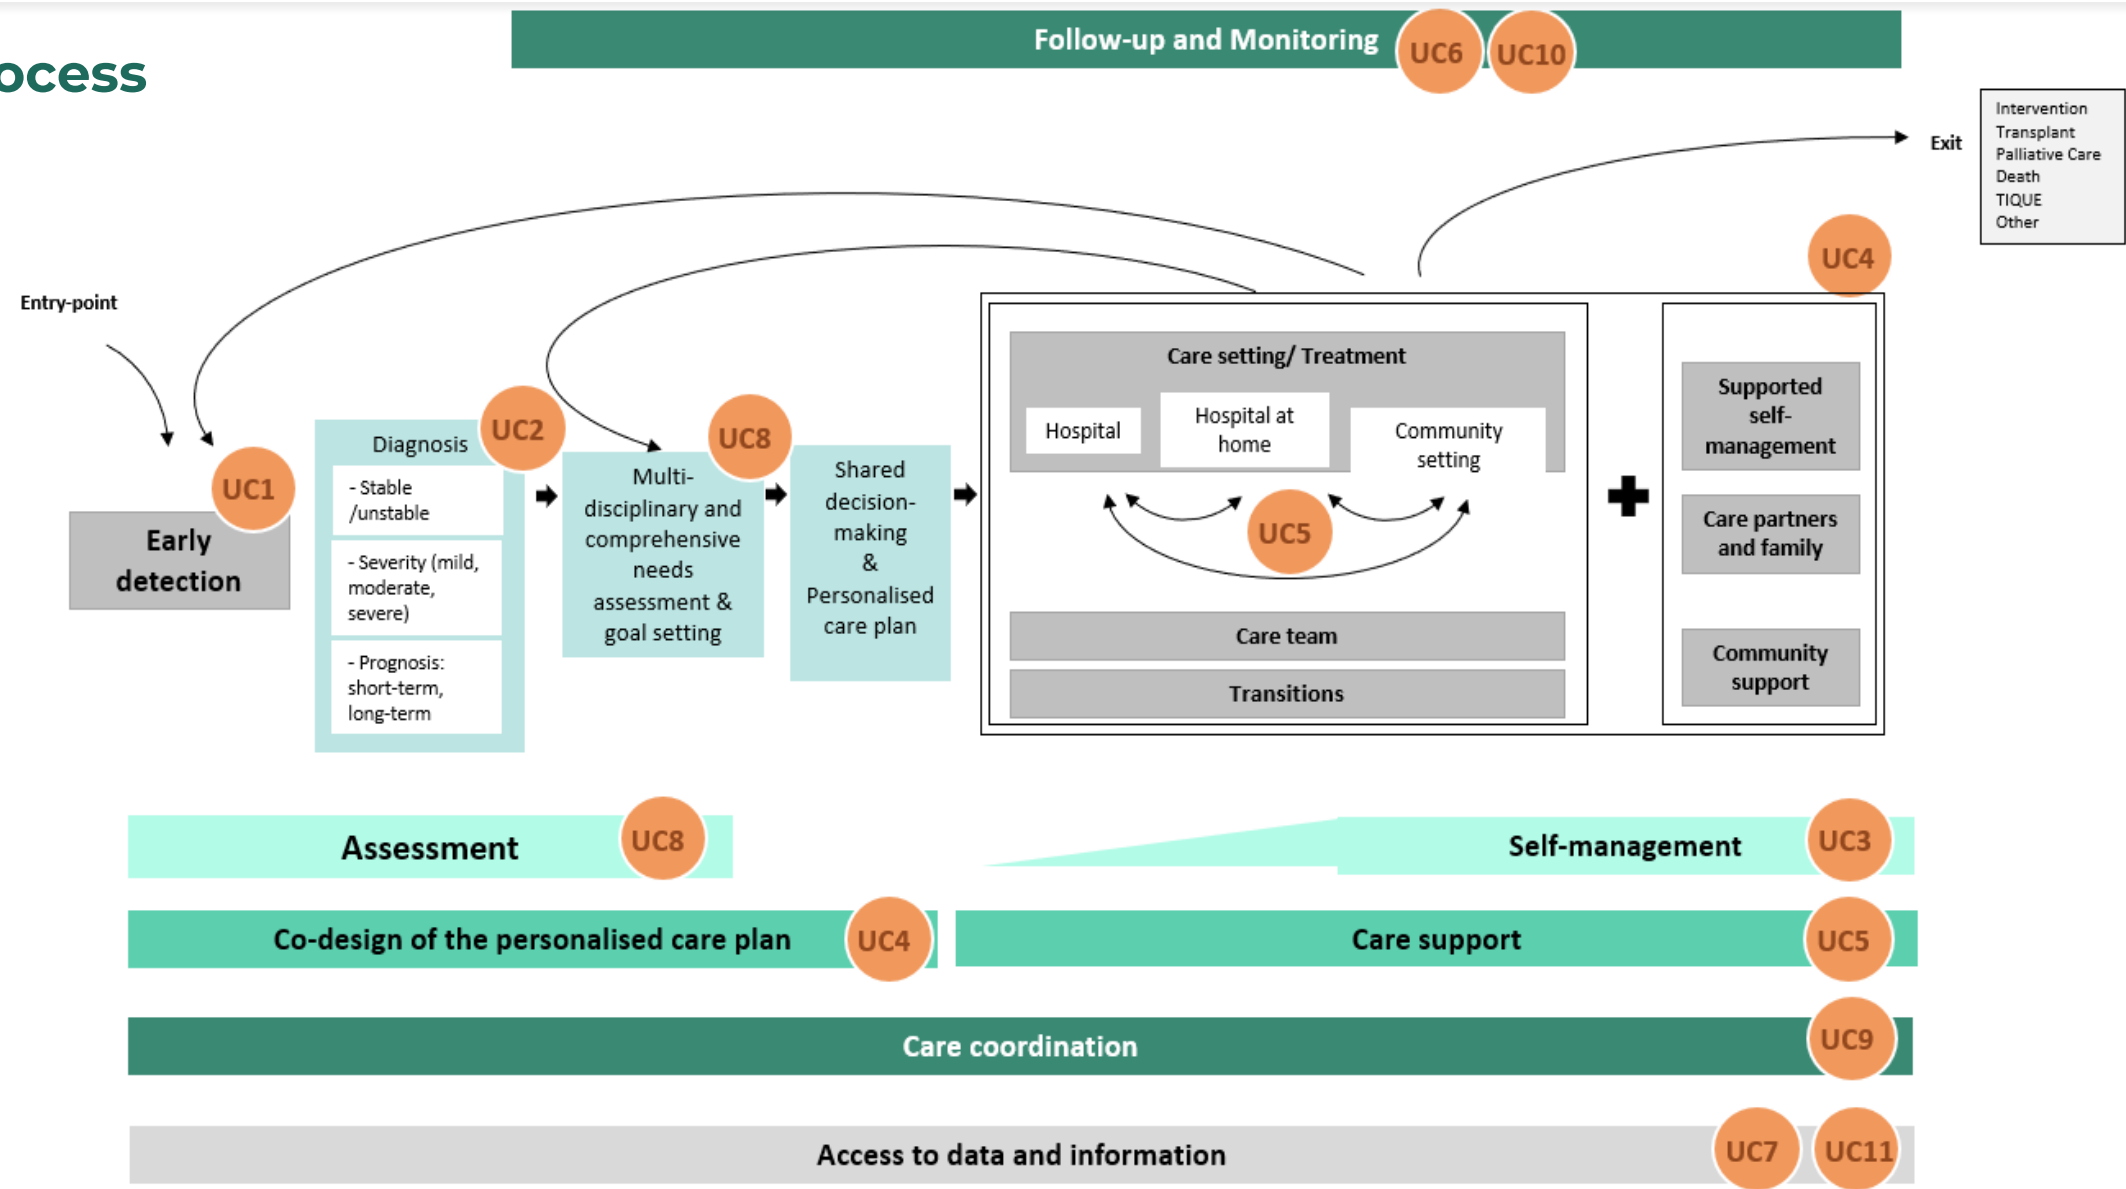 Follow-up and Monitoring
UC6
UC10
ocess
Intervention
Transplant
Palliative Care
Death
TIQUE
Other
Exit
UC4
Entry-point
UC1
Early
detection
UC2
Diagnosis
- Stable
/unstable
- Severity (mild,
moderate,
severe)
- Prognosis:
short-term,
long-term
UC8
Multi-
disciplinary and
comprehensive
needs
assessment &
goal setting
Shared
decision-
making
&
Personalised
care plan
Care setting/ Treatment
Hospital
Hospital at
home
Community
setting
UC5
Care team
Transitions
Supported
self-
management
Care partners
and family
Community
support
Assessment
UC8
Self-management
UC3
Co-design of the personalised care plan
UC4
Care support
UC5
Care coordination
UC9
Access to data and information
UC7
UC11